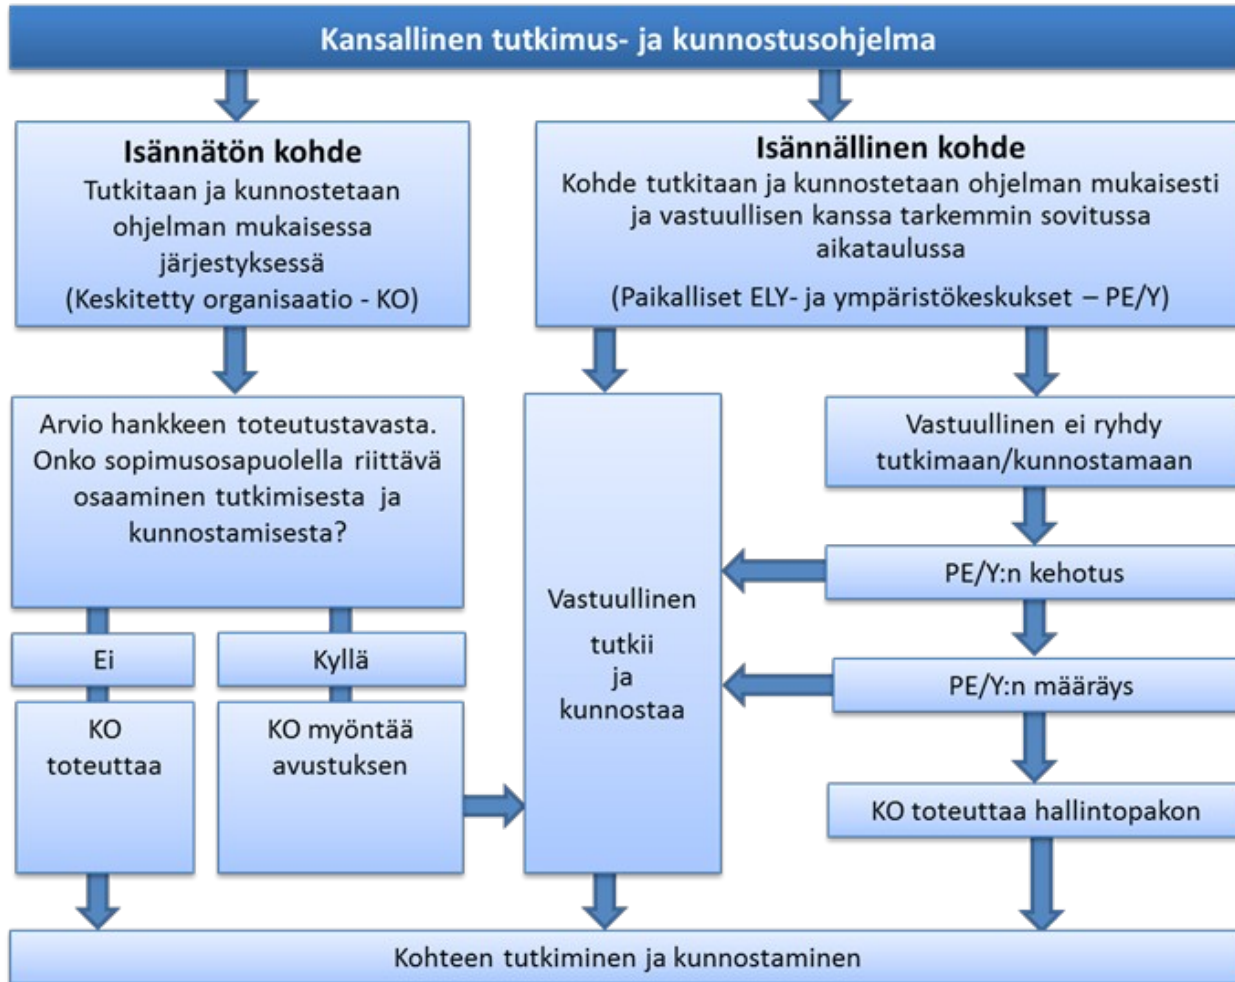 Kansallinen tutkimus- ja kunnostusohjelma
Isännätön kohde
Tutkitaan ja kunnostetaan
ohjelman mukaisessa
järjestyksessä
(Keskitetty organisaatio - KO)
Isännällinen kohde
Kohde tutkitaan ja kunnostetaan ohjelman mukaisesti
ja vastuullisen kanssa tarkemmin sovitussa
aikataulussa
(Paikalliset ELY- ja ympäristökeskukset – PE/Y)
Arvio hankkeen toteutustavasta.
Onko sopimusosapuolella riittävä
osaaminen tutkimisesta ja
kunnostamisesta?
Ei
Kyllä
KO
toteuttaa
KO myöntää
avustuksen
Vastuullinen
tutkii
ja
kunnostaa
Vastuullinen ei ryhdy
tutkimaan/kunnostamaan
PE/Y:n kehotus
PE/Y:n määräys
KO toteuttaa hallintopakon
Kohteen tutkiminen ja kunnostaminen